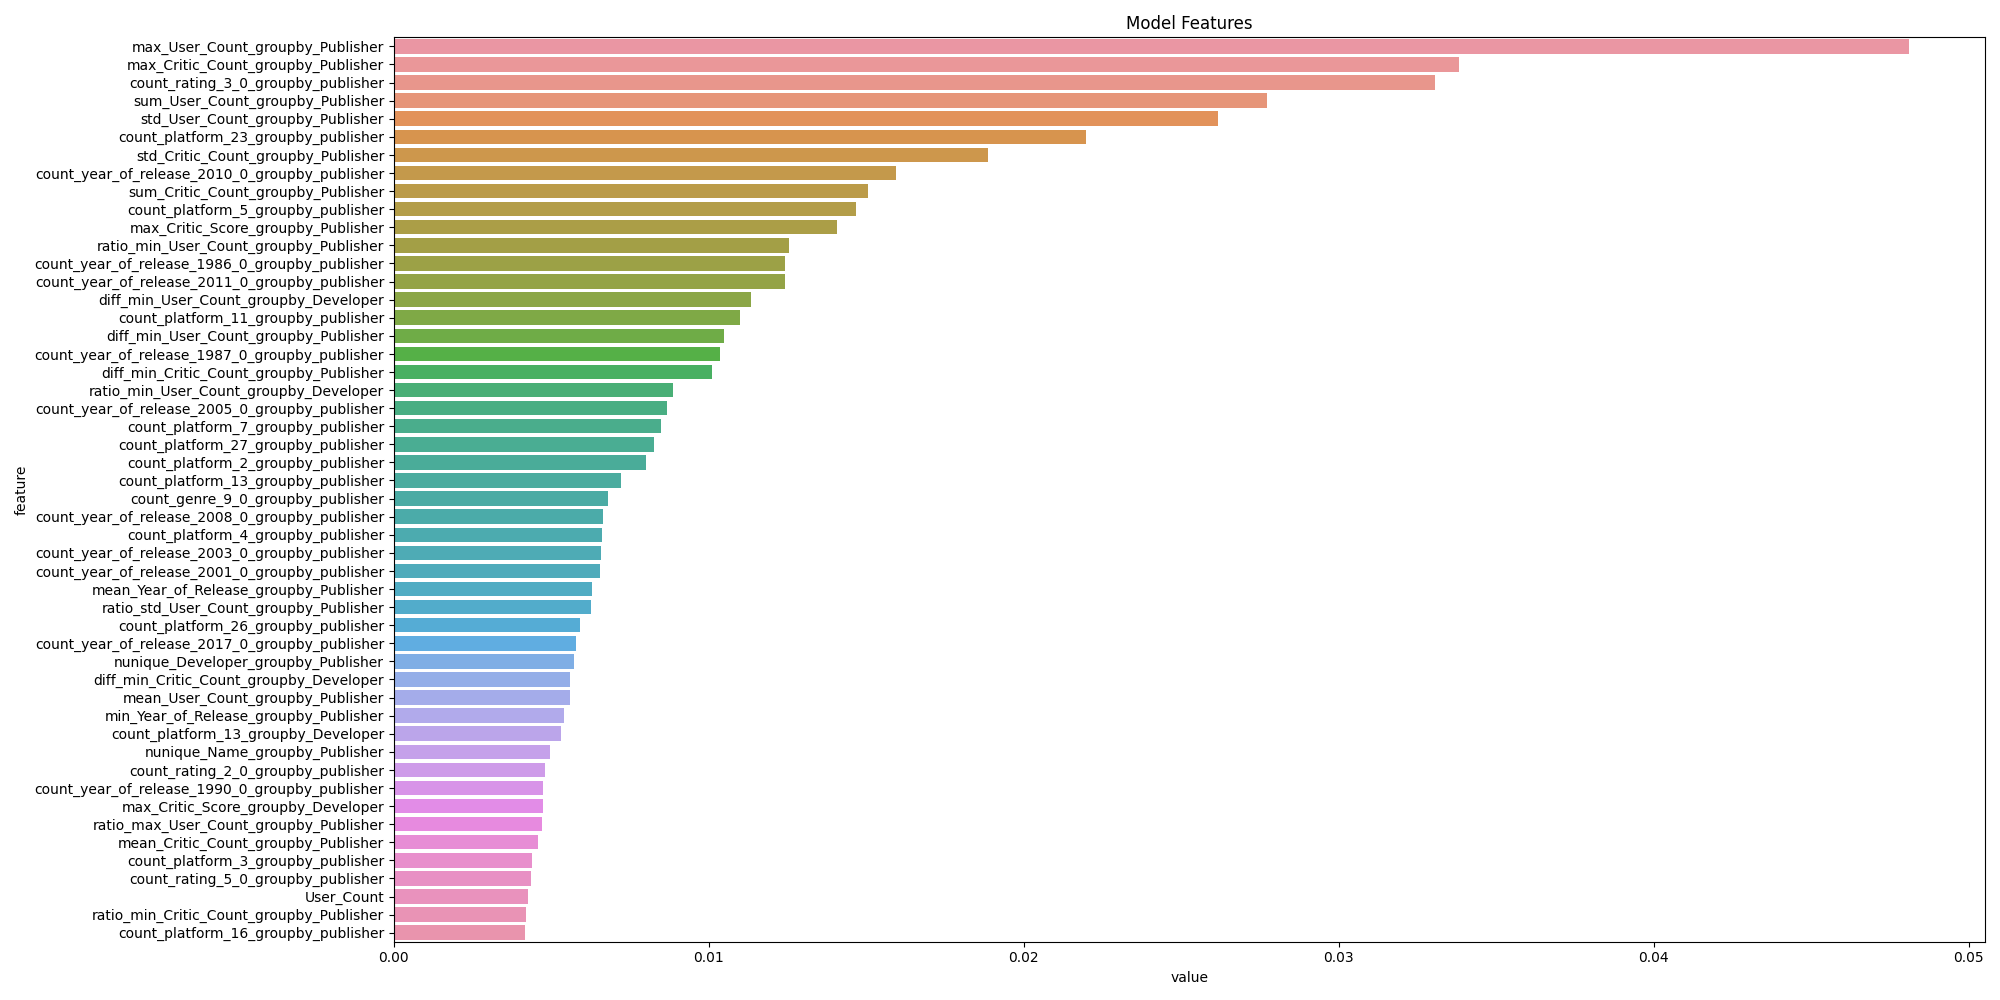 Model Features
max_User_Count_groupby_Publisher
max_Critic_Count_groupby_Publisher
count_rating_3_0_groupby_publisher
sum_User_Count_groupby_Publisher
std_User_Count_groupby_Publisher
count_platform_23_groupby_publisher
std_Critic_Count_groupby_Publisher
count_year_of_release_2010_0_groupby_publisher
sum_Critic_Count_groupby_Publisher
count_platform_5_groupby_publisher
max_Critic_Score_groupby_Publisher
ratio_min_User_Count_groupby_Publisher
count_year_of_release_1986_0_groupby_publisher
count_year_of_release_2011_0_groupby_publisher
diff_min_User_Count_groupby_Developer
count_platform_11_groupby_publisher
diff_min_User_Count_groupby_Publisher
count_year_of_release_1987_0_groupby_publisher
diff_min_Critic_Count_groupby_Publisher
ratio_min_User_Count_groupby_Developer
count_year_of_release_2005_0_groupby_publisher
count_platform_7_groupby_publisher
count_platform_27_groupby_publisher
count_platform_2_groupby_publisher
count_platform_13_groupby_publisher
count_genre_9_0_groupby_publisher
count_year_of_release_2008_0_groupby_publisher
count_platform_4_groupby_publisher
count_year_of_release_2003_0_groupby_publisher
count_year_of_release_2001_0_groupby_publisher
mean_Year_of_Release_groupby_Publisher
ratio_std_User_Count_groupby_Publisher
count_platform_26_groupby_publisher
count_year_of_release_2017_0_groupby_publisher
nunique_Developer_groupby_Publisher
diff_min_Critic_Count_groupby_Developer
mean_User_Count_groupby_Publisher
min_Year_of_Release_groupby_Publisher
count_platform_13_groupby_Developer
nunique_Name_groupby_Publisher
count_rating_2_0_groupby_publisher
count_year_of_release_1990_0_groupby_publisher
max_Critic_Score_groupby_Developer
ratio_max_User_Count_groupby_Publisher
mean_Critic_Count_groupby_Publisher
count_platform_3_groupby_publisher
count_rating_5_0_groupby_publisher
User_Count
ratio_min_Critic_Count_groupby_Publisher
count_platform_16_groupby_publisher
feature
0.00 0.01 0.02 0.03 0.04 0.05
value